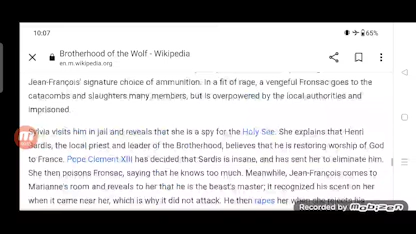 10:07
65%
Brotherhood of the Wolf - Wikipedia
en.m.wikipedia.org
Jean-François' signature choice of ammunition. In a fit of rage, a vengeful Fronsac goes to the
catacombs and slaughters many members, but is overpowered by the local authorities and
imprisoned
Sylvia visits him in jail and reveals that she is a spy for the Holy See. She explains that Henri
Sardis, the local priest and leader of the Brotherhood, believes that he is restoring worship of God
to France. Pope Clement XIII has decided that Sardis is insane, and has sent her to eliminate him.
She then poisons Fronsac, saying that he knows too much. Meanwhile, Jean-François comes to
Marianne's room and reveals to her that he is the beast's master; it recognized his scent on her
when it came near her, which is why it did not attack. He then rapes her when she rejects his
Recorded by Mobizen